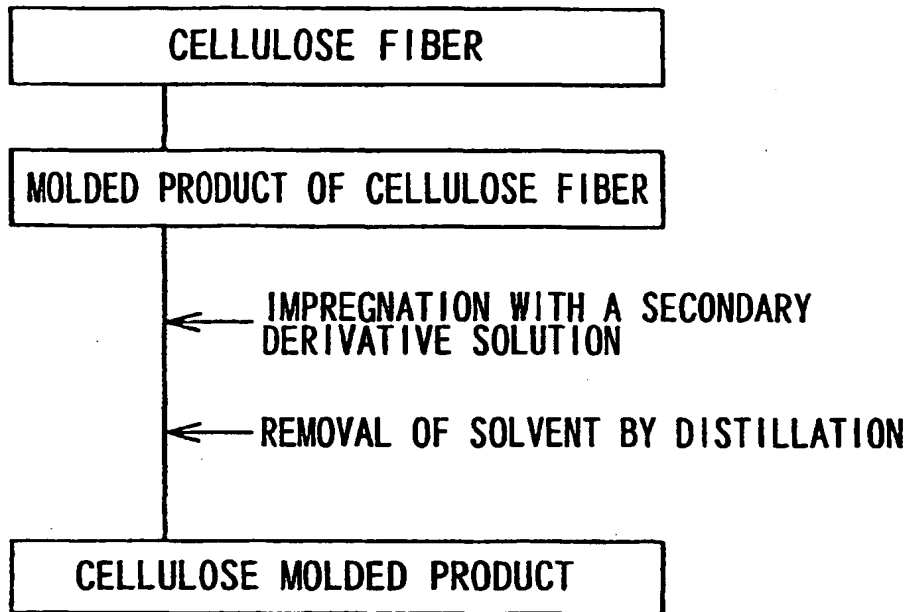 CELLULOSE FIBER
MOLDED PRODUCT OF CELLULOSE FIBER
IMPREGNATION WITH A SECONDARY
DERIVATIVE SOLUTION
REMOVAL OF SOLVENT BY DISTILLATION
CELLULOSE MOLDED PRODUCT